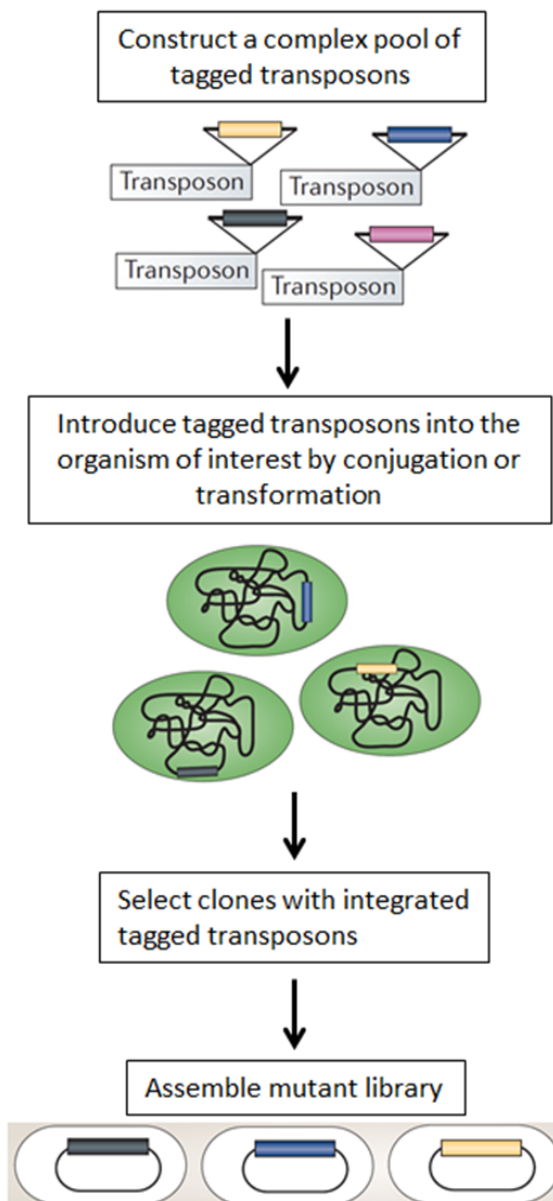 Construct a complex pool of
tagged transposons
Transposon
Transposon
Transposon
Transposon
Introduce tagged transposons into the
organism of interest by conjugation or
transformation
Select clones with integrated
tagged transposons
Assemble mutant library